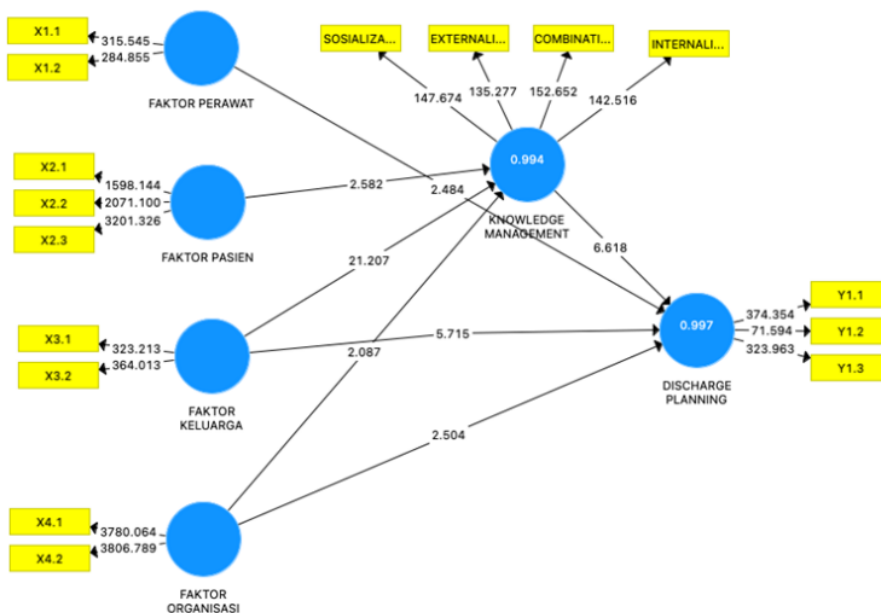 X1.1
315.545
X1.2
284.855
FAKTOR PERAWAT
SOSIALIZA...
EXTERNALI...
COMBINATI...
INTERNALI...
147.674
135.277
152.652
142.516
0.994
KNOWLEDGE
MANAGEMENT
X2.1
1598.144
X2.2
2071.100
X2.3
3201.326
FAKTOR PASIEN
2.582
2.484
6.618
21.207
X3.1
323.213
X3.2
364.013
FAKTOR
KELUARGA
5.715
2.087
0.997
DISCHARGE
PLANNING
374.354
Y1.1
71.594
Y1.2
323.963
Y1.3
2.504
X4.1
3780.064
X4.2
3806.789
FAKTOR
ORGANISASI